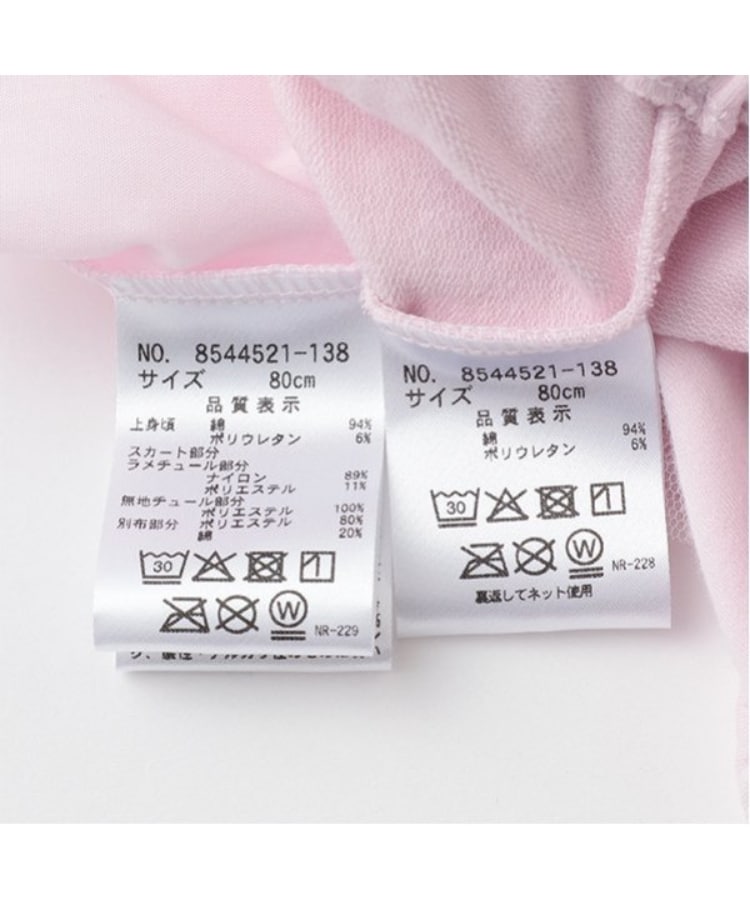 NO. 8544521-138
サイズ 80cm
品質表示
上身頃 綿 94%
ポリウレタン 6%
スカート部分
ラメチュール部分
ナイロン 89%
ポリエステル 11%
無地チュール部分
ポリエステル 100%
別布部分 ポリエステル 80%
綿 20%
30
W
NR-229
NO. 8544521-138
サイズ 80cm
品質表示
綿 94%
ポリウレタン 6%
30
W
NR-228
裏返してネット使用